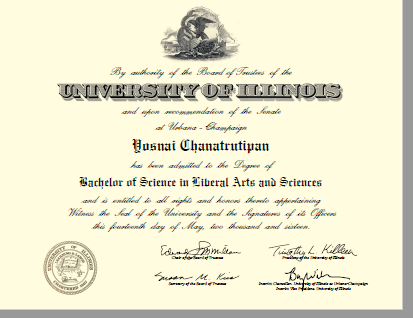 By authority of the Board of Trustees of the
UNIVERSITY OF ILLINOIS
and upon recommendation of the Senate
at Urbana - Champaign
Yosnai Chanatrutipan
has been admitted to the Degree of
Bachelor of Science in Liberal Arts and Sciences
and is entitled to all rights and honors thereto appertaining
Witness the Seal of the University and the Signatures of its Officers
this fourteenth day of May, two thousand and sixteen.
Timothy L. Killeen
Chair of the Board of Trustees
President of the University of Illinois
Susan M. Kies
Secretary of the Board of Trustees
Interim Chancellor, University of Illinois at Urbana-Champaign
Interim Vice President, University of Illinois